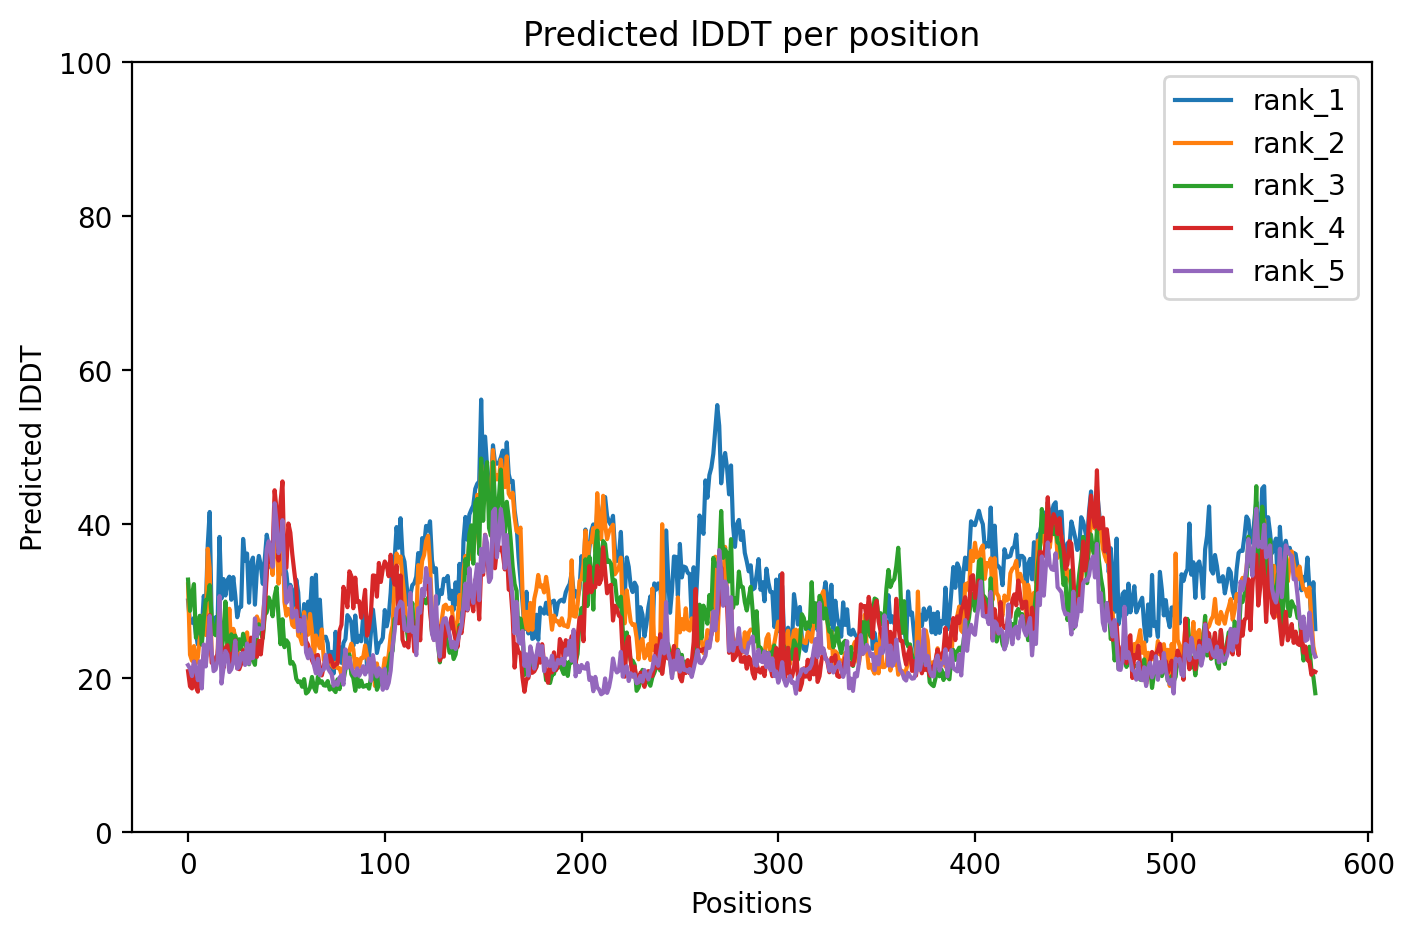 Predicted lDDT per position
100
80
60
40
20
0
Predicted lDDT
0 100 200 300 400 500 600
Positions
rank_1
rank_2
rank_3
rank_4
rank_5